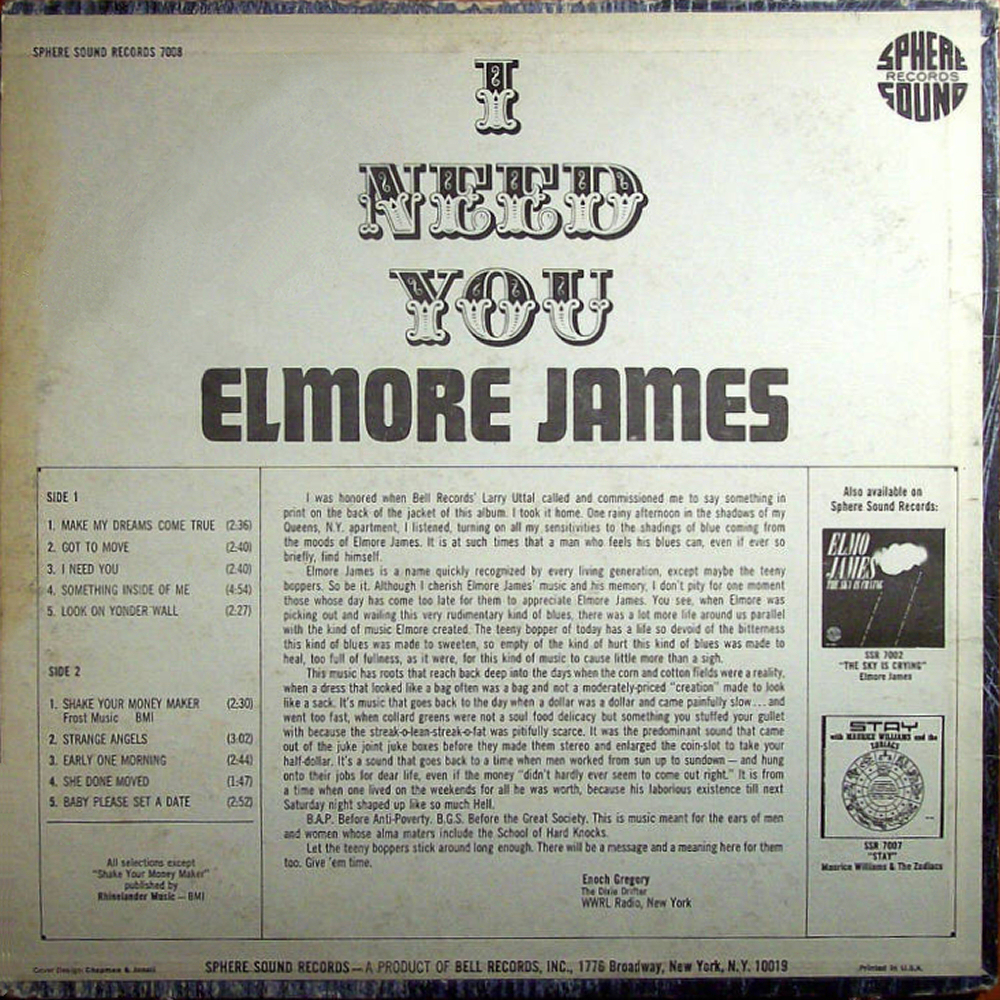 SPHERE SOUND RECORDS 7008
SPHERE
RECORDS
SOUND
I
NEED
YOU
ELMORE JAMES
SIDE 1
1. MAKE MY DREAMS COME TRUE (2:36)
2. GOT TO MOVE (2:40)
3. I NEED YOU (2:40)
4. SOMETHING INSIDE OF ME (4:54)
5. LOOK ON YONDER WALL (2:27)
SIDE 2
1. SHAKE YOUR MONEY MAKER (2:30)
Frost Music BMI
2. STRANGE ANGELS (3:02)
3. EARLY ONE MORNING (2:44)
4. SHE DONE MOVED (1:47)
5. BABY PLEASE SET A DATE (2:52)
All selections except
"Shake Your Money Maker"
published by
Rhinelander Music — BMI
I was honored when Bell Records' Larry Uttal called and commissioned me to say something in
print on the back of the jacket of this album. I took it home. One rainy afternoon in the shadows of my
Queens, N.Y. apartment, I listened, turning on all my sensitivities to the shadings of blue coming from
the moods of Elmore James. It is at such times that a man who feels his blues can, even if ever so
briefly, find himself.
Elmore James is a name quickly recognized by every living generation, except maybe the teeny
boppers. So be it. Although I cherish Elmore James' music and his memory, I don't pity for one moment
those whose day has come too late for them to appreciate Elmore James. You see, when Elmore was
picking out and wailing this very rudimentary kind of blues, there was a lot more life around us parallel
with the kind of music Elmore created. The teeny bopper of today has a life so devoid of the bitterness
this kind of blues was made to sweeten, so empty of the kind of hurt this kind of blues was made to
heal, too full of fullness, as it were, for this kind of music to cause little more than a sigh.
This music has roots that reach back deep into the days when the corn and cotton fields were a reality,
when a dress that looked like a bag often was a bag and not a moderately-priced "creation" made to look
like a sack. It's music that goes back to the day when a dollar was a dollar and came painfully slow . . . and
went too fast, when collard greens were not a soul food delicacy but something you stuffed your gullet
with because the streak-o-lean-streak-o-fat was pitifully scarce. It was the predominant sound that came
out of the juke joint juke boxes before they made them stereo and enlarged the coin-slot to take your
half-dollar. It's a sound that goes back to a time when men worked from sun up to sundown — and hung
onto their jobs for dear life, even if the money "didn't hardly ever seem to come out right." It is from
a time when one lived on the weekends for all he was worth, because his laborious existence till next
Saturday night shaped up like so much Hell.
B.A.P. Before Anti-Poverty. B.G.S. Before the Great Society. This is music meant for the ears of men
and women whose alma maters include the School of Hard Knocks.
Let the teeny boppers stick around long enough. There will be a message and a meaning here for them
too. Give 'em time.
Enoch Gregory
The Dixie Drifter
WWRL Radio, New York
Also available on
Sphere Sound Records:
ELMO
JAMES
THE SKY IS CRYING
SSR 7002
"THE SKY IS CRYING"
Elmore James
STAY
with MAURICE WILLIAMS and the
ZODIACS
SSR 7007
"STAY"
Maurice Williams & The Zodiacs
Cover Design: Chapman &
SPHERE SOUND RECORDS — A PRODUCT OF BELL RECORDS, INC., 1776 Broadway, New York, N.Y. 10019
Printed in U.S.A.